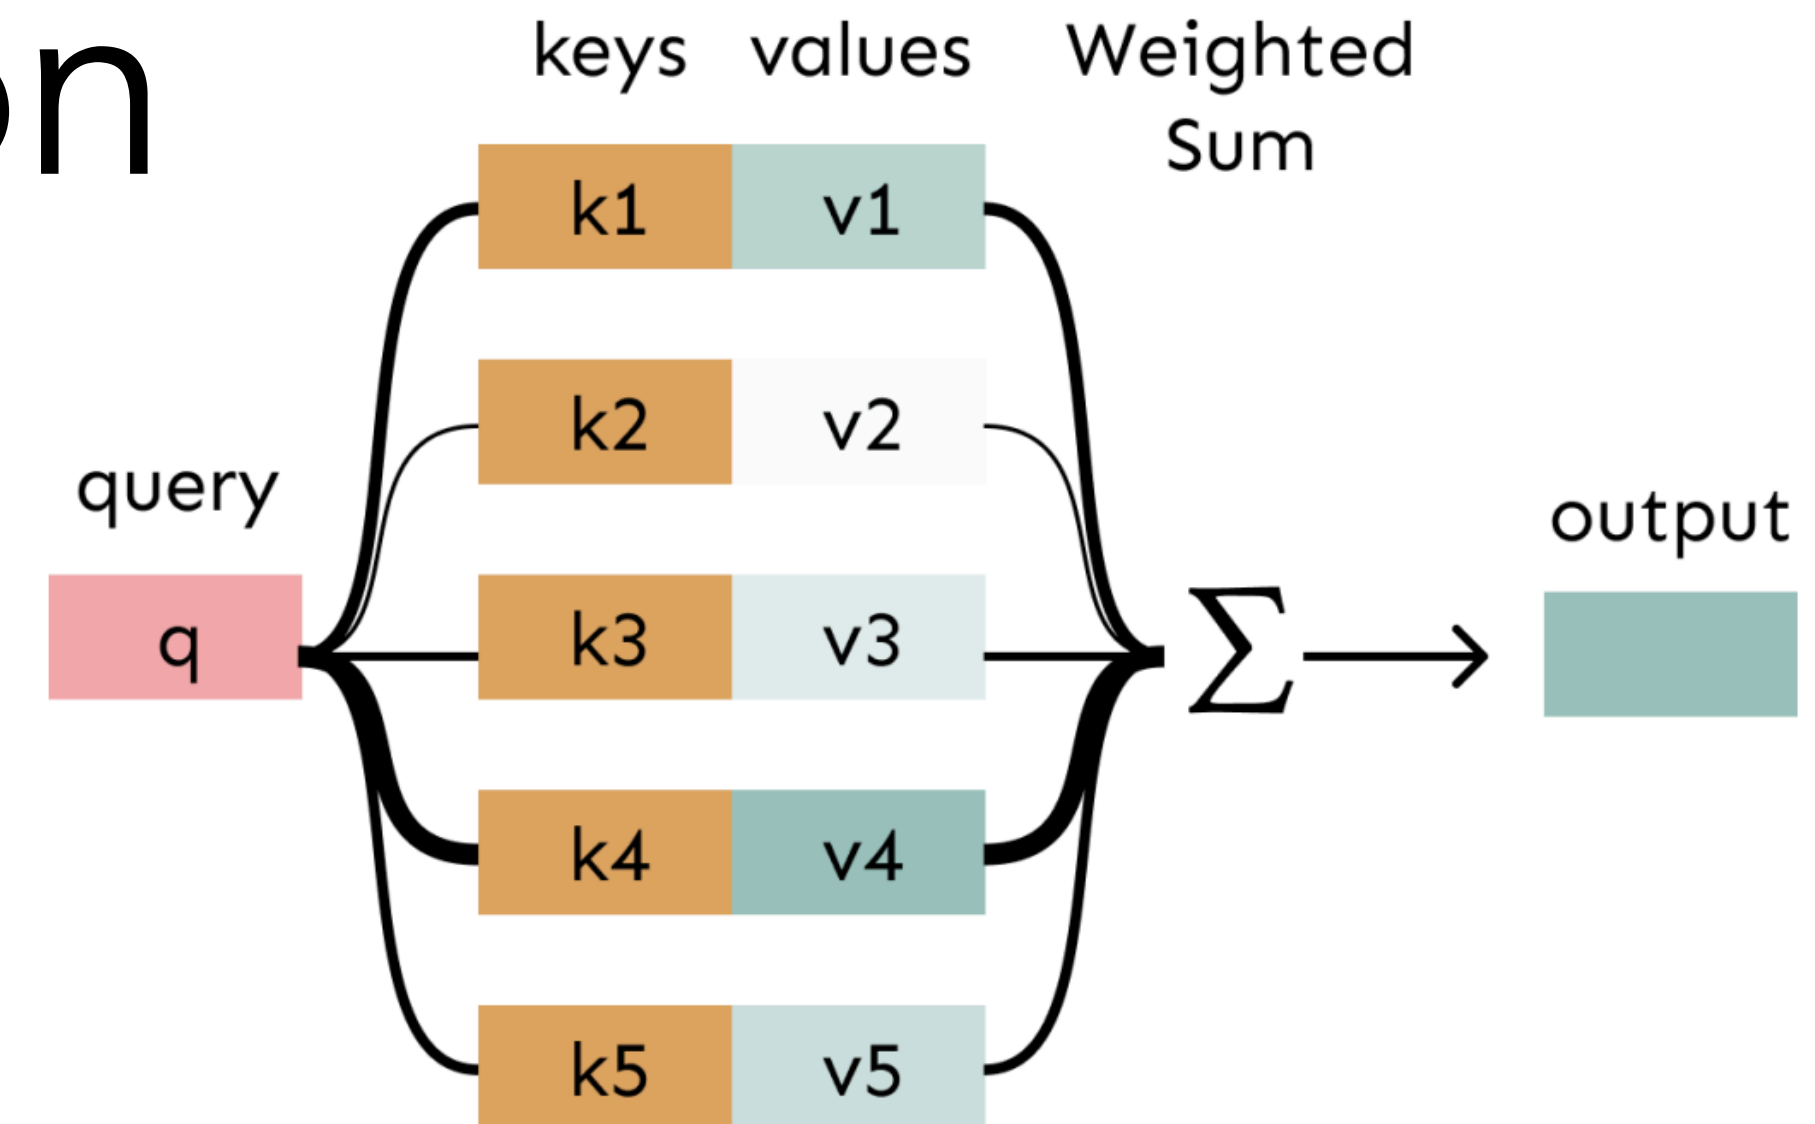 on
keys values Weighted
Sum
k1 v1
k2 v2
query
output
q k3 v3 ∑
k4 v4
k5 v5